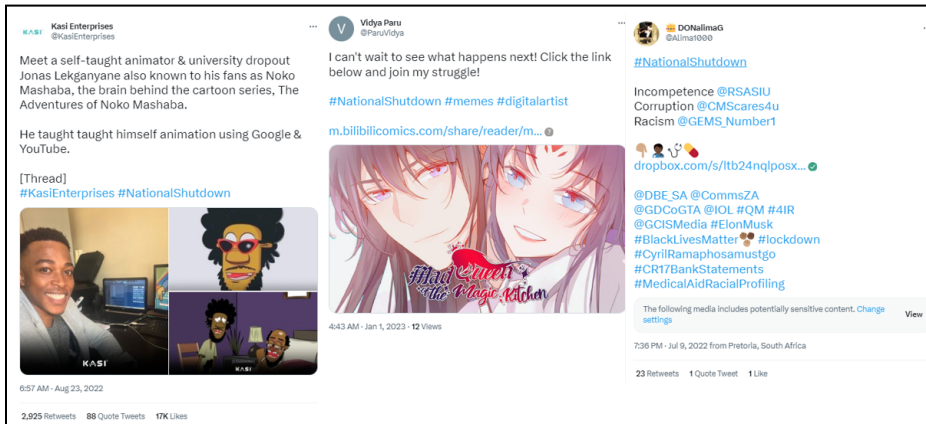 KASI
Kasi Enterprises
@KasiEnterprises
...
Meet a self-taught animator & university dropout
Jonas Lekganyane also known to his fans as Noko
Mashaba, the brain behind the cartoon series, The
Adventures of Noko Mashaba.
He taught taught himself animation using Google &
YouTube.
[Thread]
#KasiEnterprises #NationalShutdown
KASI
KASI
6:57 AM · Aug 23, 2022
2,925 Retweets 88 Quote Tweets 17K Likes
V
Vidya Paru
@ParuVidya
...
I can't wait to see what happens next! Click the link
below and join my struggle!
#NationalShutdown #memes #digitalartist
m.bilibilicomics.com/share/reader/m... ?
#Mad Queen
of the Magic Kitchen
4:43 AM · Jan 1, 2023 · 12 Views
👑 DONalimaG
@Alima1000
#NationalShutdown
Incompetence @RSASIU
Corruption @CMScares4u
Racism @GEMS_Number1
dropbox.com/s/ltb24nqlposx...
@DBE_SA @CommsZA
@GDCoGTA @IOL #QM #4IR
@GCISMedia #ElonMusk
#BlackLivesMatter #lockdown
#CyrilRamaphosamustgo
#CR17BankStatements
#MedicalAidRacialProfiling
The following media includes potentially sensitive content. Change
settings
View
7:36 PM · Jul 9, 2022 from Pretoria, South Africa
23 Retweets 1 Quote Tweet 1 Like